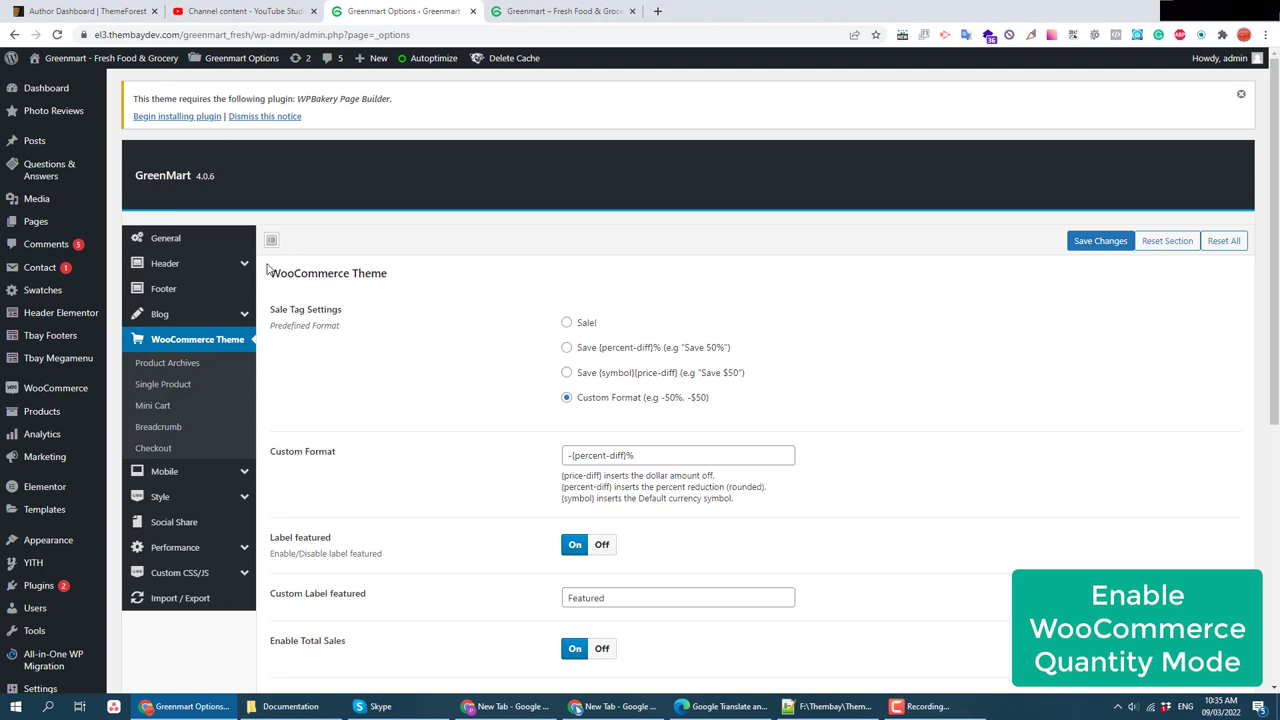 Author Dashboard | ThemeForest
Channel content - YouTube Stud
Greenmart Options ‹ Greenmart
Greenmart – Fresh Food & Groce
el3.thembaydev.com/greenmart_fresh/wp-admin/admin.php?page=_options
Greenmart - Fresh Food & Grocery
Greenmart Options
2
5
New
Autoptimize
Delete Cache
Howdy, admin
Dashboard
Photo Reviews
Posts
Questions &
Answers
Media
Pages
Comments 5
Contact 1
Swatches
Header Elementor
Tbay Footers
Tbay Megamenu
WooCommerce
Products
Analytics
Marketing
Elementor
Templates
Appearance
YITH
Plugins 2
Users
Tools
All-in-One WP
Migration
Settings
This theme requires the following plugin: WPBakery Page Builder.
Begin installing plugin | Dismiss this notice
GreenMart 4.0.6
General
Header
Footer
Blog
WooCommerce Theme
Product Archives
Single Product
Mini Cart
Breadcrumb
Checkout
Mobile
Style
Social Share
Performance
Custom CSS/JS
Import / Export
Save Changes
Reset Section
Reset All
WooCommerce Theme
Sale Tag Settings
Predefined Format
Sale!
Save {percent-diff}% (e.g "Save 50%")
Save {symbol}{price-diff} (e.g "Save $50")
Custom Format (e.g -50%, -$50)
Custom Format
-{percent-diff}%
{price-diff} inserts the dollar amount off.
{percent-diff} inserts the percent reduction (rounded).
{symbol} inserts the Default currency symbol.
Label featured
Enable/Disable label featured
On Off
Custom Label featured
Featured
Enable Total Sales
On Off
Enable
WooCommerce
Quantity Mode
Greenmart Options ...
Documentation
Skype
New Tab - Google ...
New Tab - Google ...
Google Translate an...
F:\Thembay\Them...
Recording...
ENG
10:35 AM
09/03/2022
5